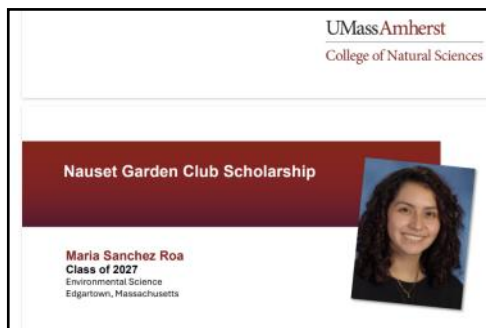 UMassAmherst
College of Natural Sciences
Nauset Garden Club Scholarship
Maria Sanchez Roa
Class of 2027
Environmental Science
Edgartown, Massachusetts